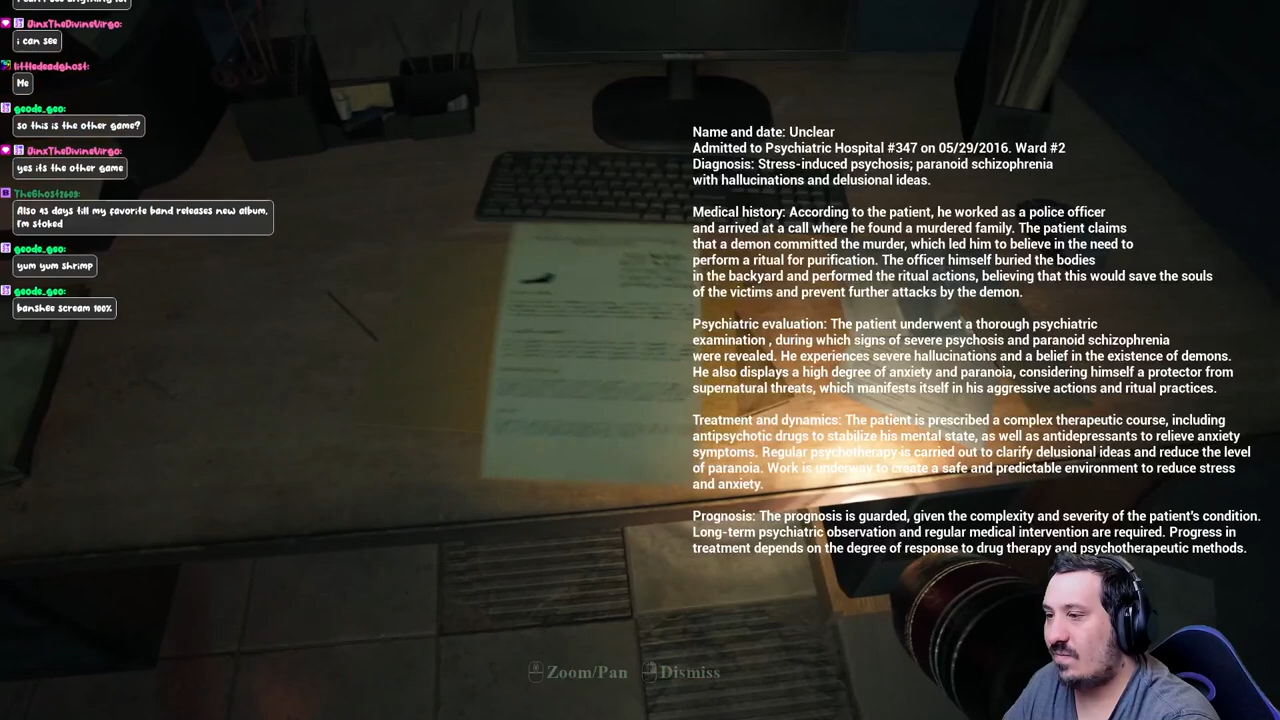 JinxTheDivineVirgo:
i can see
littledeadghost:
Me
geode_geo:
so this is the other game?
JinxTheDivineVirgo:
yes its the other game
TheGhost2609:
Also 43 days till my favorite band releases new album,
I'm stoked
geode_geo:
yum yum shrimp
geode_geo:
banshee scream 100%
Name and date: Unclear
Admitted to Psychiatric Hospital #347 on 05/29/2016. Ward #2
Diagnosis: Stress-induced psychosis; paranoid schizophrenia
with hallucinations and delusional ideas.
Medical history: According to the patient, he worked as a police officer
and arrived at a call where he found a murdered family. The patient claims
that a demon committed the murder, which led him to believe in the need to
perform a ritual for purification. The officer himself buried the bodies
in the backyard and performed the ritual actions, believing that this would save the souls
of the victims and prevent further attacks by the demon.
Psychiatric evaluation: The patient underwent a thorough psychiatric
examination , during which signs of severe psychosis and paranoid schizophrenia
were revealed. He experiences severe hallucinations and a belief in the existence of demons.
He also displays a high degree of anxiety and paranoia, considering himself a protector from
supernatural threats, which manifests itself in his aggressive actions and ritual practices.
Treatment and dynamics: The patient is prescribed a complex therapeutic course, including
antipsychotic drugs to stabilize his mental state, as well as antidepressants to relieve anxiety
symptoms. Regular psychotherapy is carried out to clarify delusional ideas and reduce the level
of paranoia. Work is underway to create a safe and predictable environment to reduce stress
and anxiety.
Prognosis: The prognosis is guarded, given the complexity and severity of the patient's condition.
Long-term psychiatric observation and regular medical intervention are required. Progress in
treatment depends on the degree of response to drug therapy and psychotherapeutic methods.
Zoom/Pan Dismiss